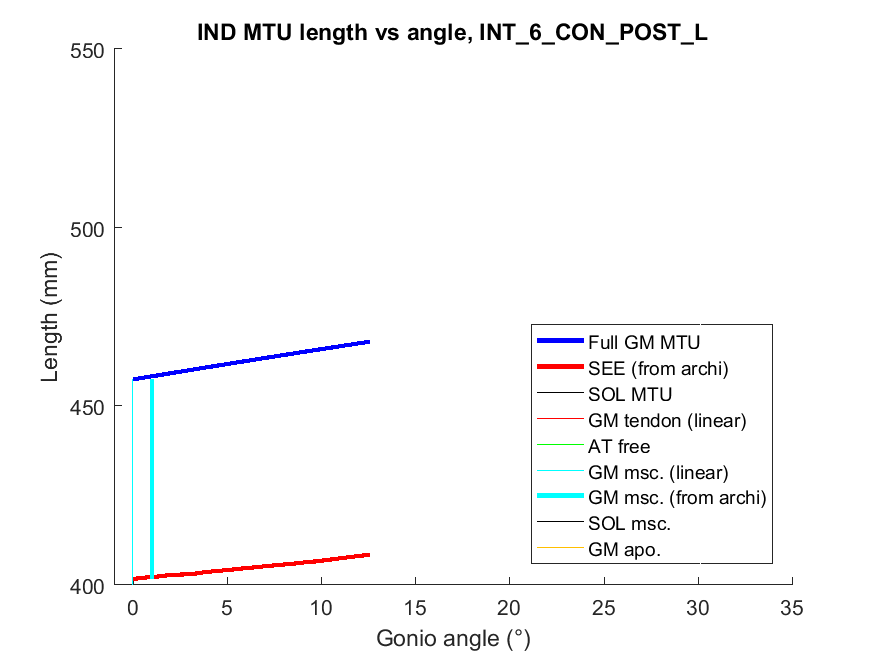 IND MTU length vs angle, INT_6_CON_POST_L
550
500
450
400
Length (mm)
0 5 10 15 20 25 30 35
Gonio angle (°)
Full GM MTU
SEE (from archi)
SOL MTU
GM tendon (linear)
AT free
GM msc. (linear)
GM msc. (from archi)
SOL msc.
GM apo.